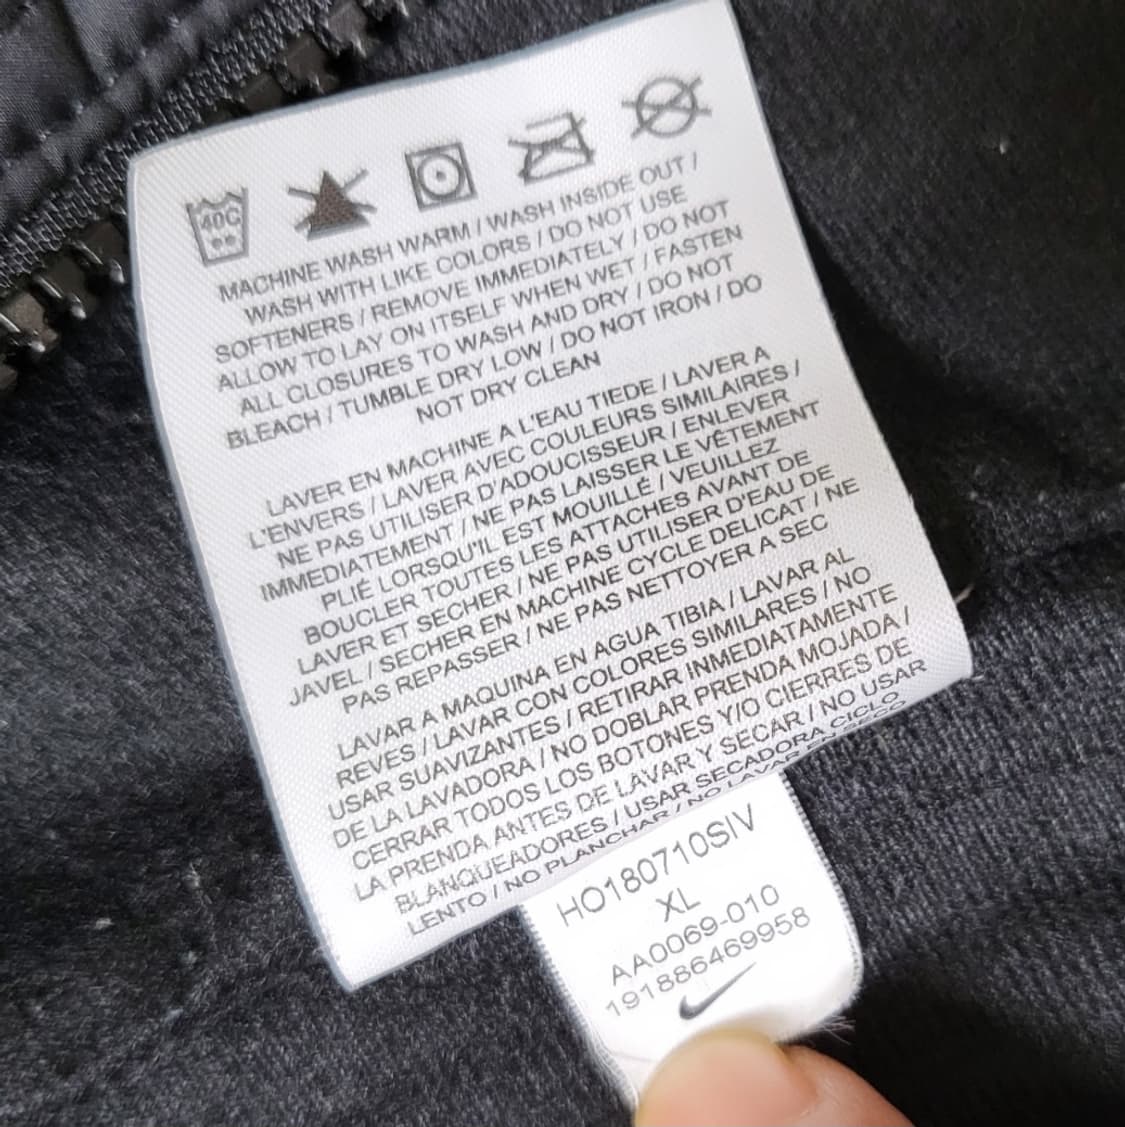 40C
MACHINE WASH WARM / WASH INSIDE OUT /
WASH WITH LIKE COLORS / DO NOT USE
SOFTENERS / REMOVE IMMEDIATELY / DO NOT
ALLOW TO LAY ON ITSELF WHEN WET / FASTEN
ALL CLOSURES TO WASH AND DRY / DO NOT
BLEACH / TUMBLE DRY LOW / DO NOT IRON / DO
NOT DRY CLEAN
LAVER EN MACHINE A L'EAU TIEDE / LAVER A
L'ENVERS / LAVER AVEC COULEURS SIMILAIRES /
NE PAS UTILISER D'ADOUCISSEUR / ENLEVER
IMMEDIATEMENT / NE PAS LAISSER LE VÊTEMENT
PLIÉ LORSQU'IL EST MOUILLÉ / VEUILLEZ
BOUCLER TOUTES LES ATTACHES AVANT DE
LAVER ET SECHER / NE PAS UTILISER D'EAU DE
JAVEL / SECHER EN MACHINE CYCLE DELICAT / NE
PAS REPASSER / NE PAS NETTOYER A SEC
LAVAR A MAQUINA EN AGUA TIBIA / LAVAR AL
REVES / LAVAR CON COLORES SIMILARES / NO
USAR SUAVIZANTES / RETIRAR INMEDIATAMENTE
DE LA LAVADORA / NO DOBLAR PRENDA MOJADA /
CERRAR TODOS LOS BOTONES Y/O CIERRES DE
LA PRENDA ANTES DE LAVAR Y SECAR / NO USAR
BLANQUEADORES / USAR SECADORA CICLO
LENTO / NO PLANCHAR / NO LAVAR EN SECO
HO180710SIV
XL
AA0069-010
191886469958